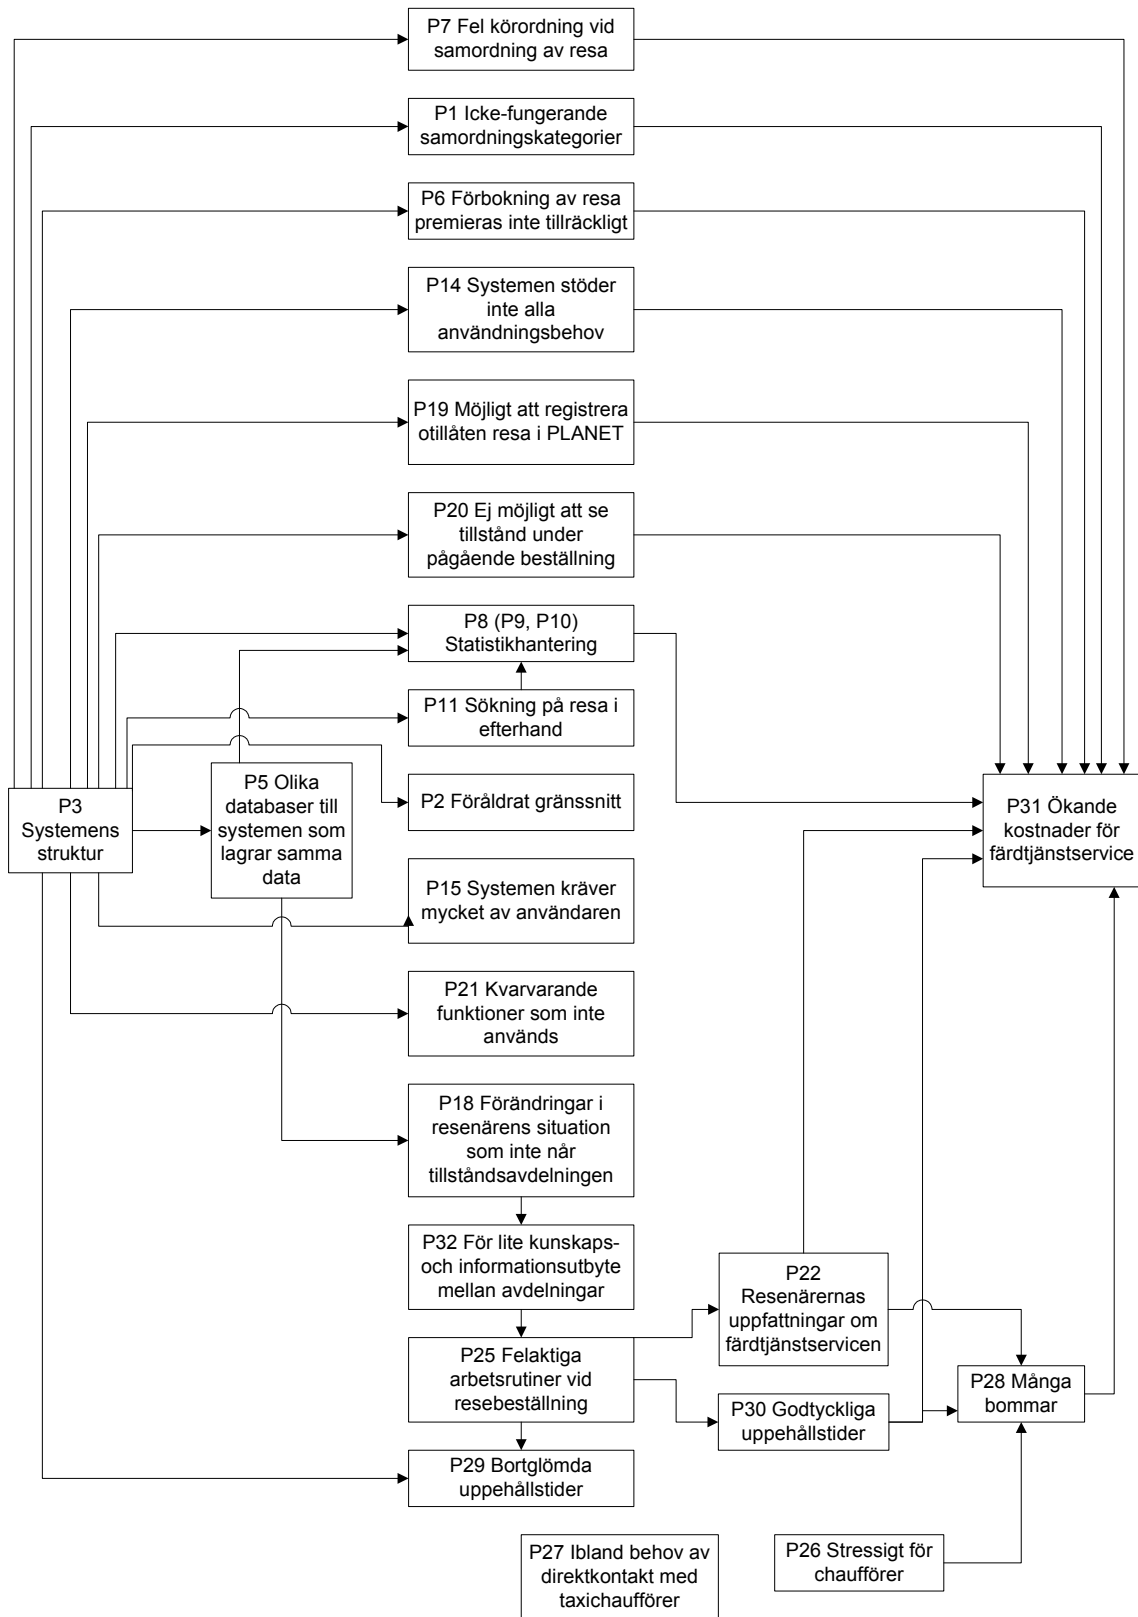 P7 Fel körordning vid
samordning av resa
P1 Icke-fungerande
samordningskategorier
P6 Förbokning av resa
premieras inte tillräckligt
P14 Systemen stöder
inte alla
användningsbehov
P19 Möjligt att registrera
otillåten resa i PLANET
P20 Ej möjligt att se
tillstånd under
pågående beställning
P8 (P9, P10)
Statistikhantering
P11 Sökning på resa i
efterhand
P3
Systemens
struktur
P5 Olika
databaser till
systemen som
lagrar samma
data
P2 Föråldrat gränssnitt
P31 Ökande
kostnader för
färdtjänstservice
P15 Systemen kräver
mycket av användaren
P21 Kvarvarande
funktioner som inte
används
P18 Förändringar i
resenärens situation
som inte når
tillståndsavdelningen
P32 För lite kunskaps-
och informationsutbyte
mellan avdelningar
P22
Resenärernas
uppfattningar om
färdtjänstservicen
P25 Felaktiga
arbetsrutiner vid
resebeställning
P28 Många
bommar
P30 Godtyckliga
uppehållstider
P29 Bortglömda
uppehållstider
P27 Ibland behov av
direktkontakt med
taxichaufförer
P26 Stressigt för
chaufförer